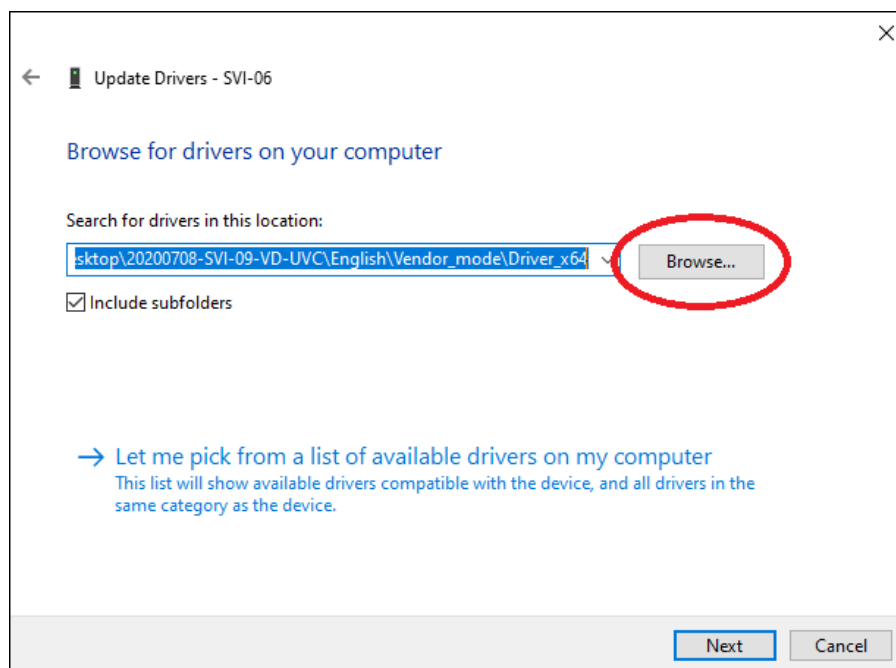 Update Drivers - SVI-06
Browse for drivers on your computer
Search for drivers in this location:
sktop\20200708-SVI-09-VD-UVC\English\Vendor_mode\Driver_x64
Browse...
Include subfolders
Let me pick from a list of available drivers on my computer
This list will show available drivers compatible with the device, and all drivers in the
same category as the device.
Next
Cancel